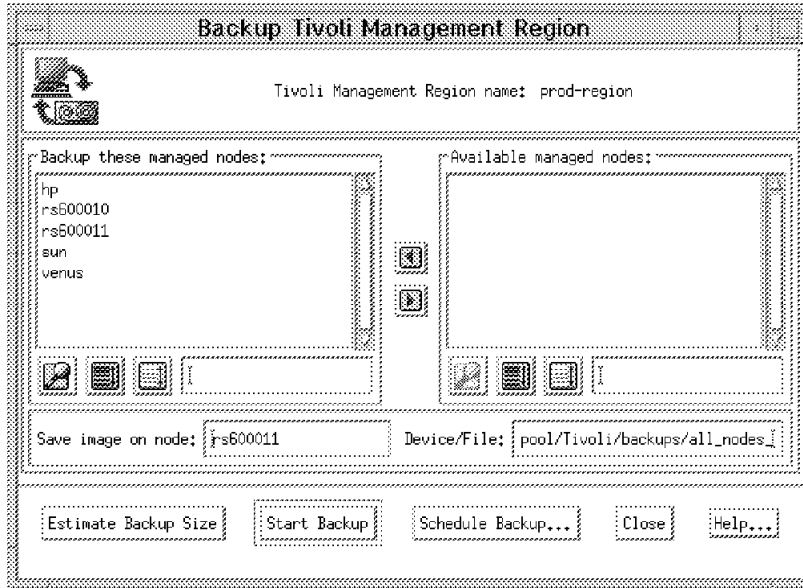 Backup Tivoli Management Region
Tivoli Management Region name: prod-region
Backup these managed nodes:
Available managed nodes:
hp
rs600010
rs600011
sun
venus
Save image on node: rs600011
Device/File: pool/Tivoli/backups/all_nodes_
Estimate Backup Size
Start Backup
Schedule Backup...
Close
Help...